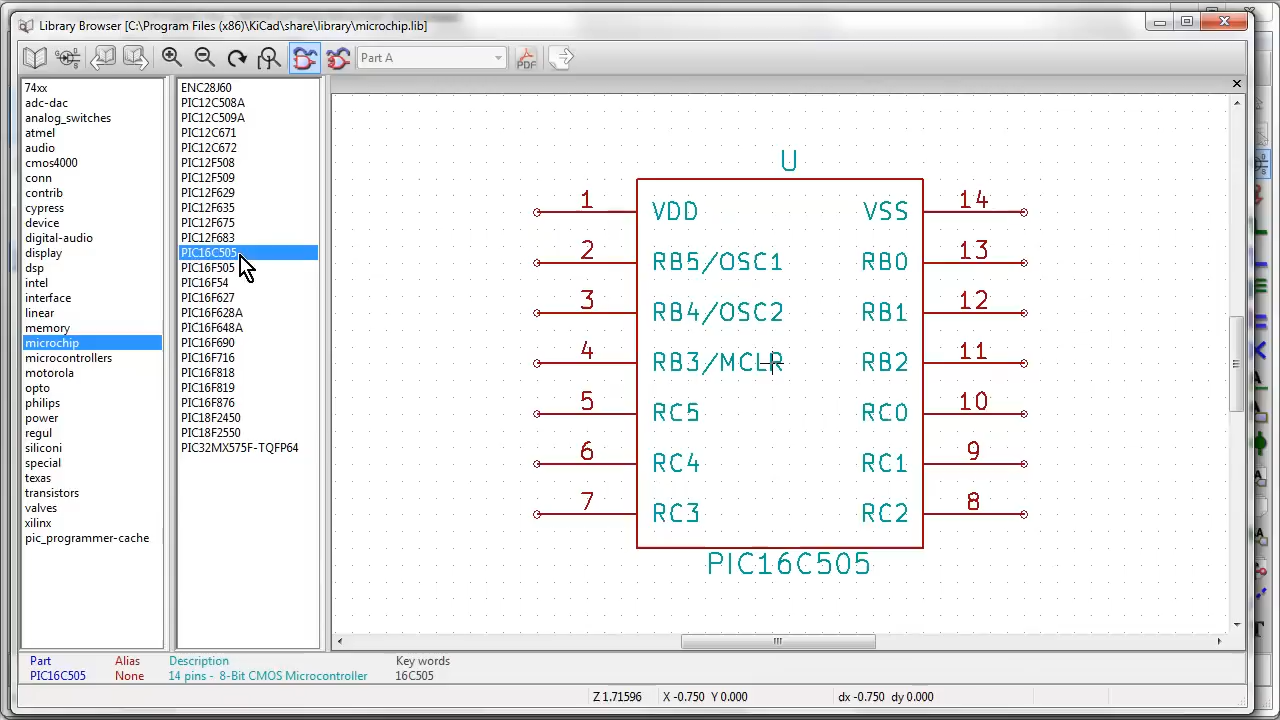 Library Browser [C:\Program Files (x86)\KiCad\share\library\microchip.lib]
Part A
PDF
74xx
adc-dac
analog_switches
atmel
audio
cmos4000
conn
contrib
cypress
device
digital-audio
display
dsp
intel
interface
linear
memory
microchip
microcontrollers
motorola
opto
philips
power
regul
siliconi
special
texas
transistors
valves
xilinx
pic_programmer-cache
ENC28J60
PIC12C508A
PIC12C509A
PIC12C671
PIC12C672
PIC12F508
PIC12F509
PIC12F629
PIC12F635
PIC12F675
PIC12F683
PIC16C505
PIC16F505
PIC16F54
PIC16F627
PIC16F628A
PIC16F648A
PIC16F690
PIC16F716
PIC16F818
PIC16F819
PIC16F876
PIC18F2450
PIC18F2550
PIC32MX575F-TQFP64
U
1 VDD VSS 14
2 RB5/OSC1 RB0 13
3 RB4/OSC2 RB1 12
4 RB3/MCLR RB2 11
5 RC5 RC0 10
6 RC4 RC1 9
7 RC3 RC2 8
PIC16C505
Part Alias Description Key words
PIC16C505 None 14 pins - 8-Bit CMOS Microcontroller 16C505
Z 1.71596 X -0.750 Y 0.000 dx -0.750 dy 0.000